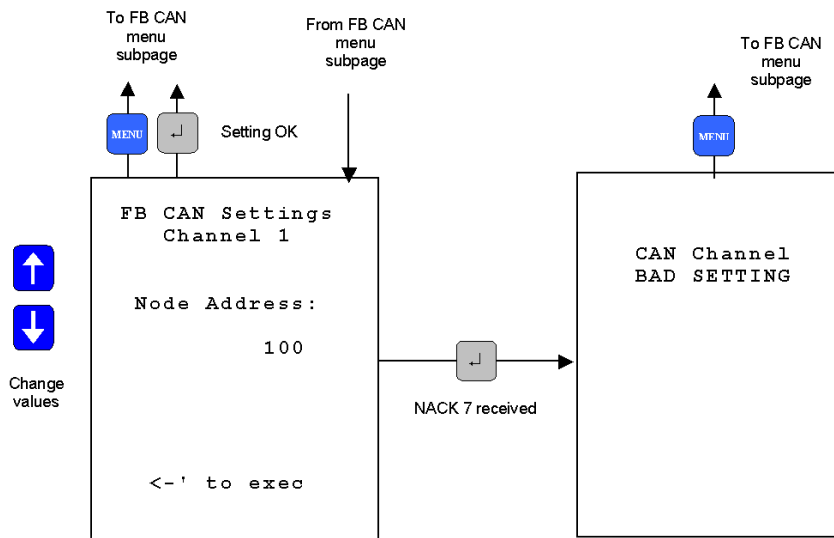 To FB CAN
menu
subpage
From FB CAN
menu
subpage
To FB CAN
menu
subpage
MENU
Setting OK
MENU
FB CAN Settings
Channel 1
Node Address:
100
<-' to exec
Change
values
NACK 7 received
CAN Channel
BAD SETTING